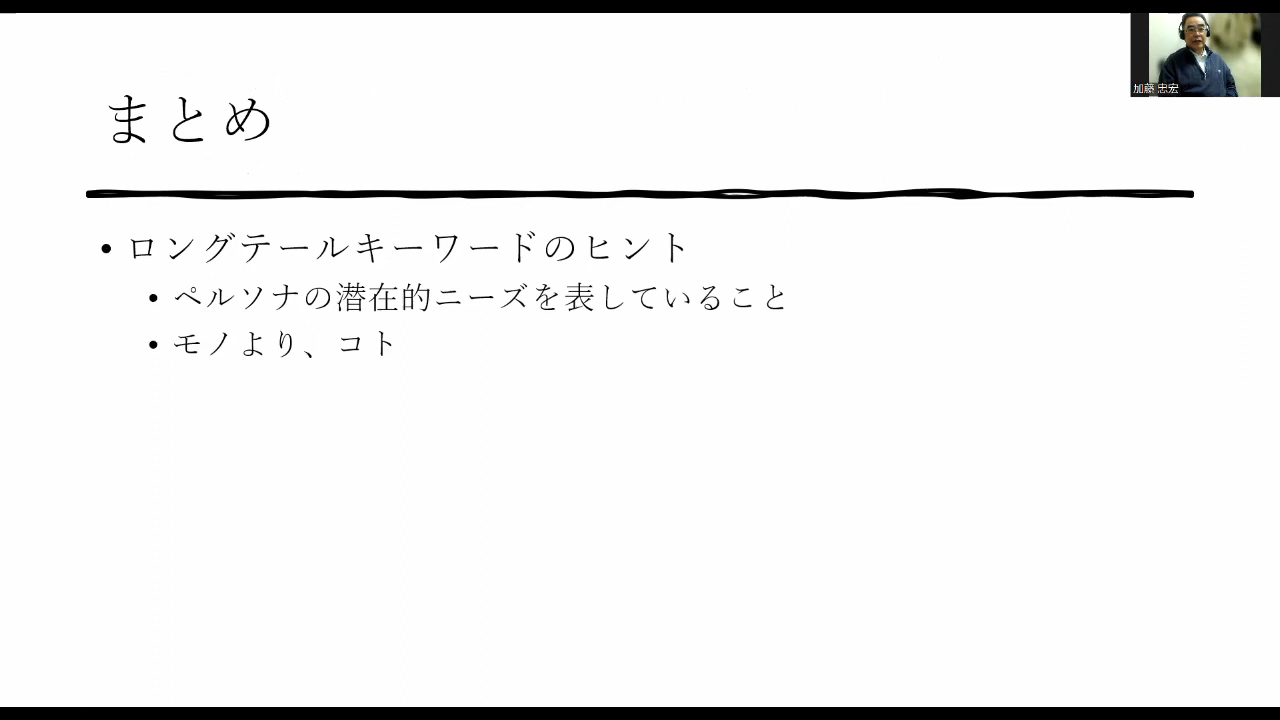 加藤 忠宏
まとめ
• ロングテールキーワードのヒント
• ペルソナの潜在的ニーズを表していること
• モノより、コト